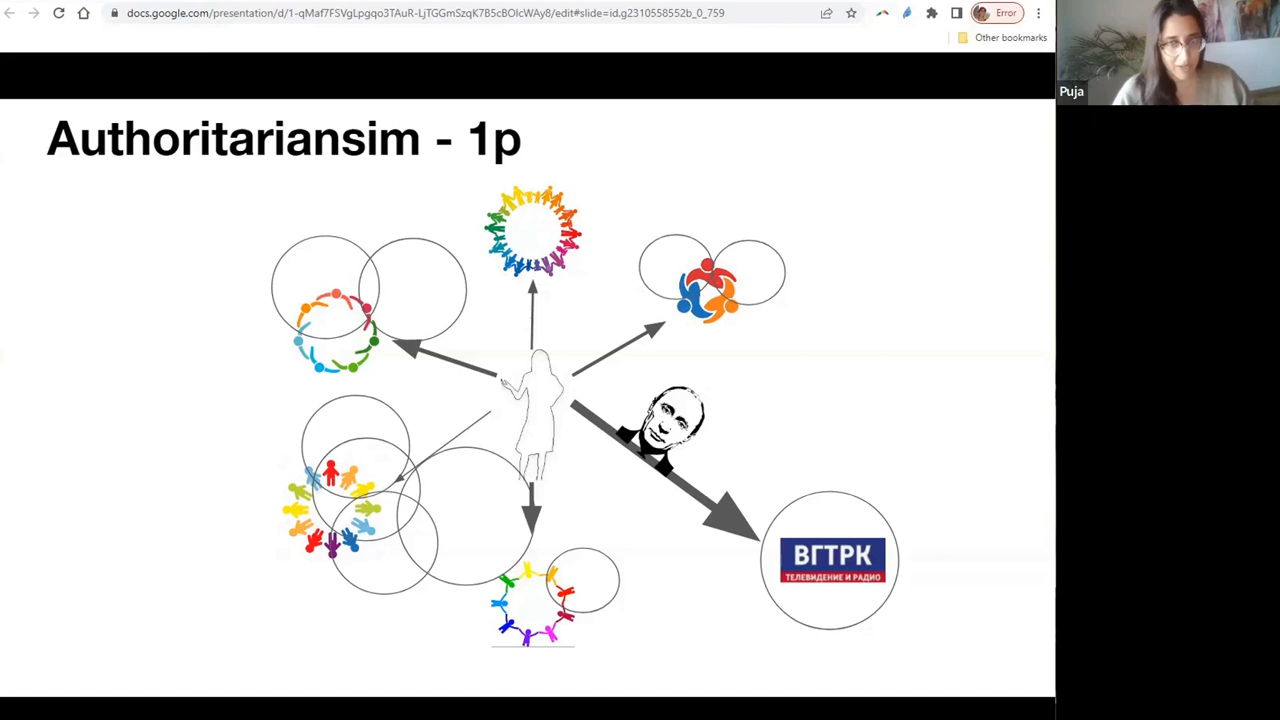 docs.google.com/presentation/d/1-qMaf7FSVgLpgqo3TAuR-LjTGGmSzqK7B5cBOIcWAy8/edit#slide=id.g2310558552b_0_759
Error
Other bookmarks
Puja
Authoritariansim - 1p
ВГТРК
ТЕЛЕВИДЕНИЕ И РАДИО